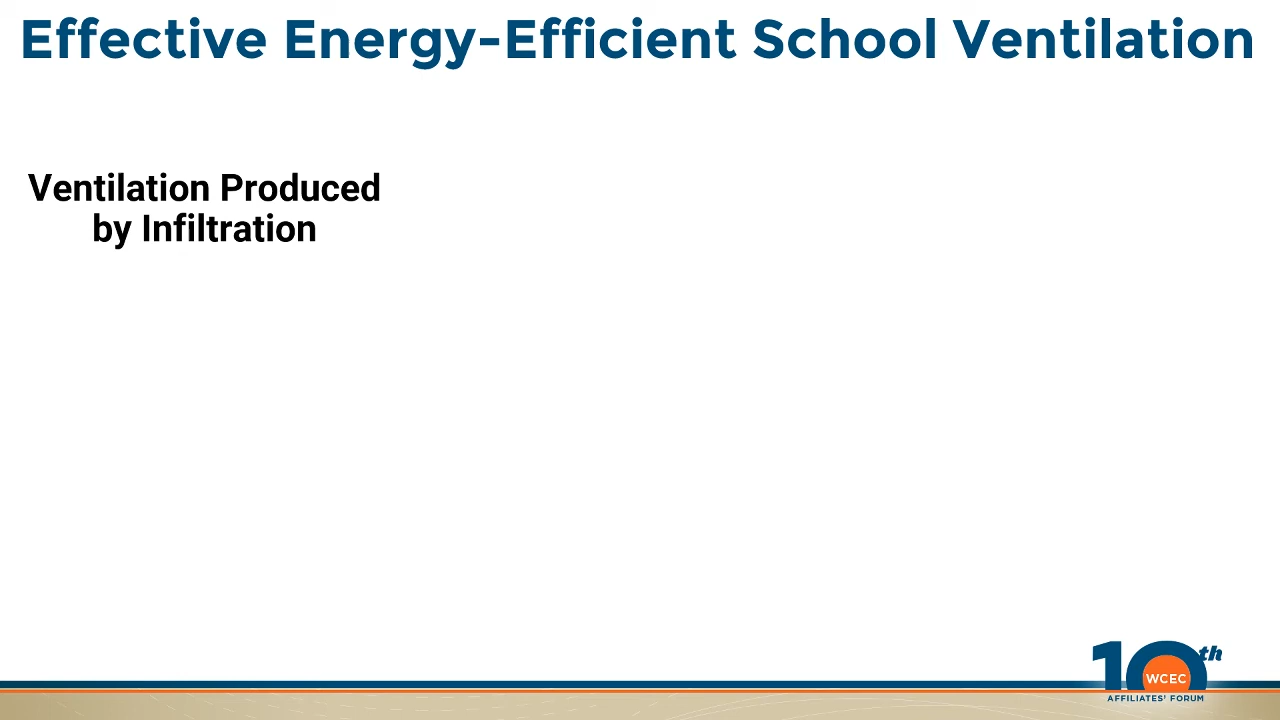 Effective Energy-Efficient School Ventilation
Ventilation Produced
by Infiltration
10th
WCEC
AFFILIATES' FORUM